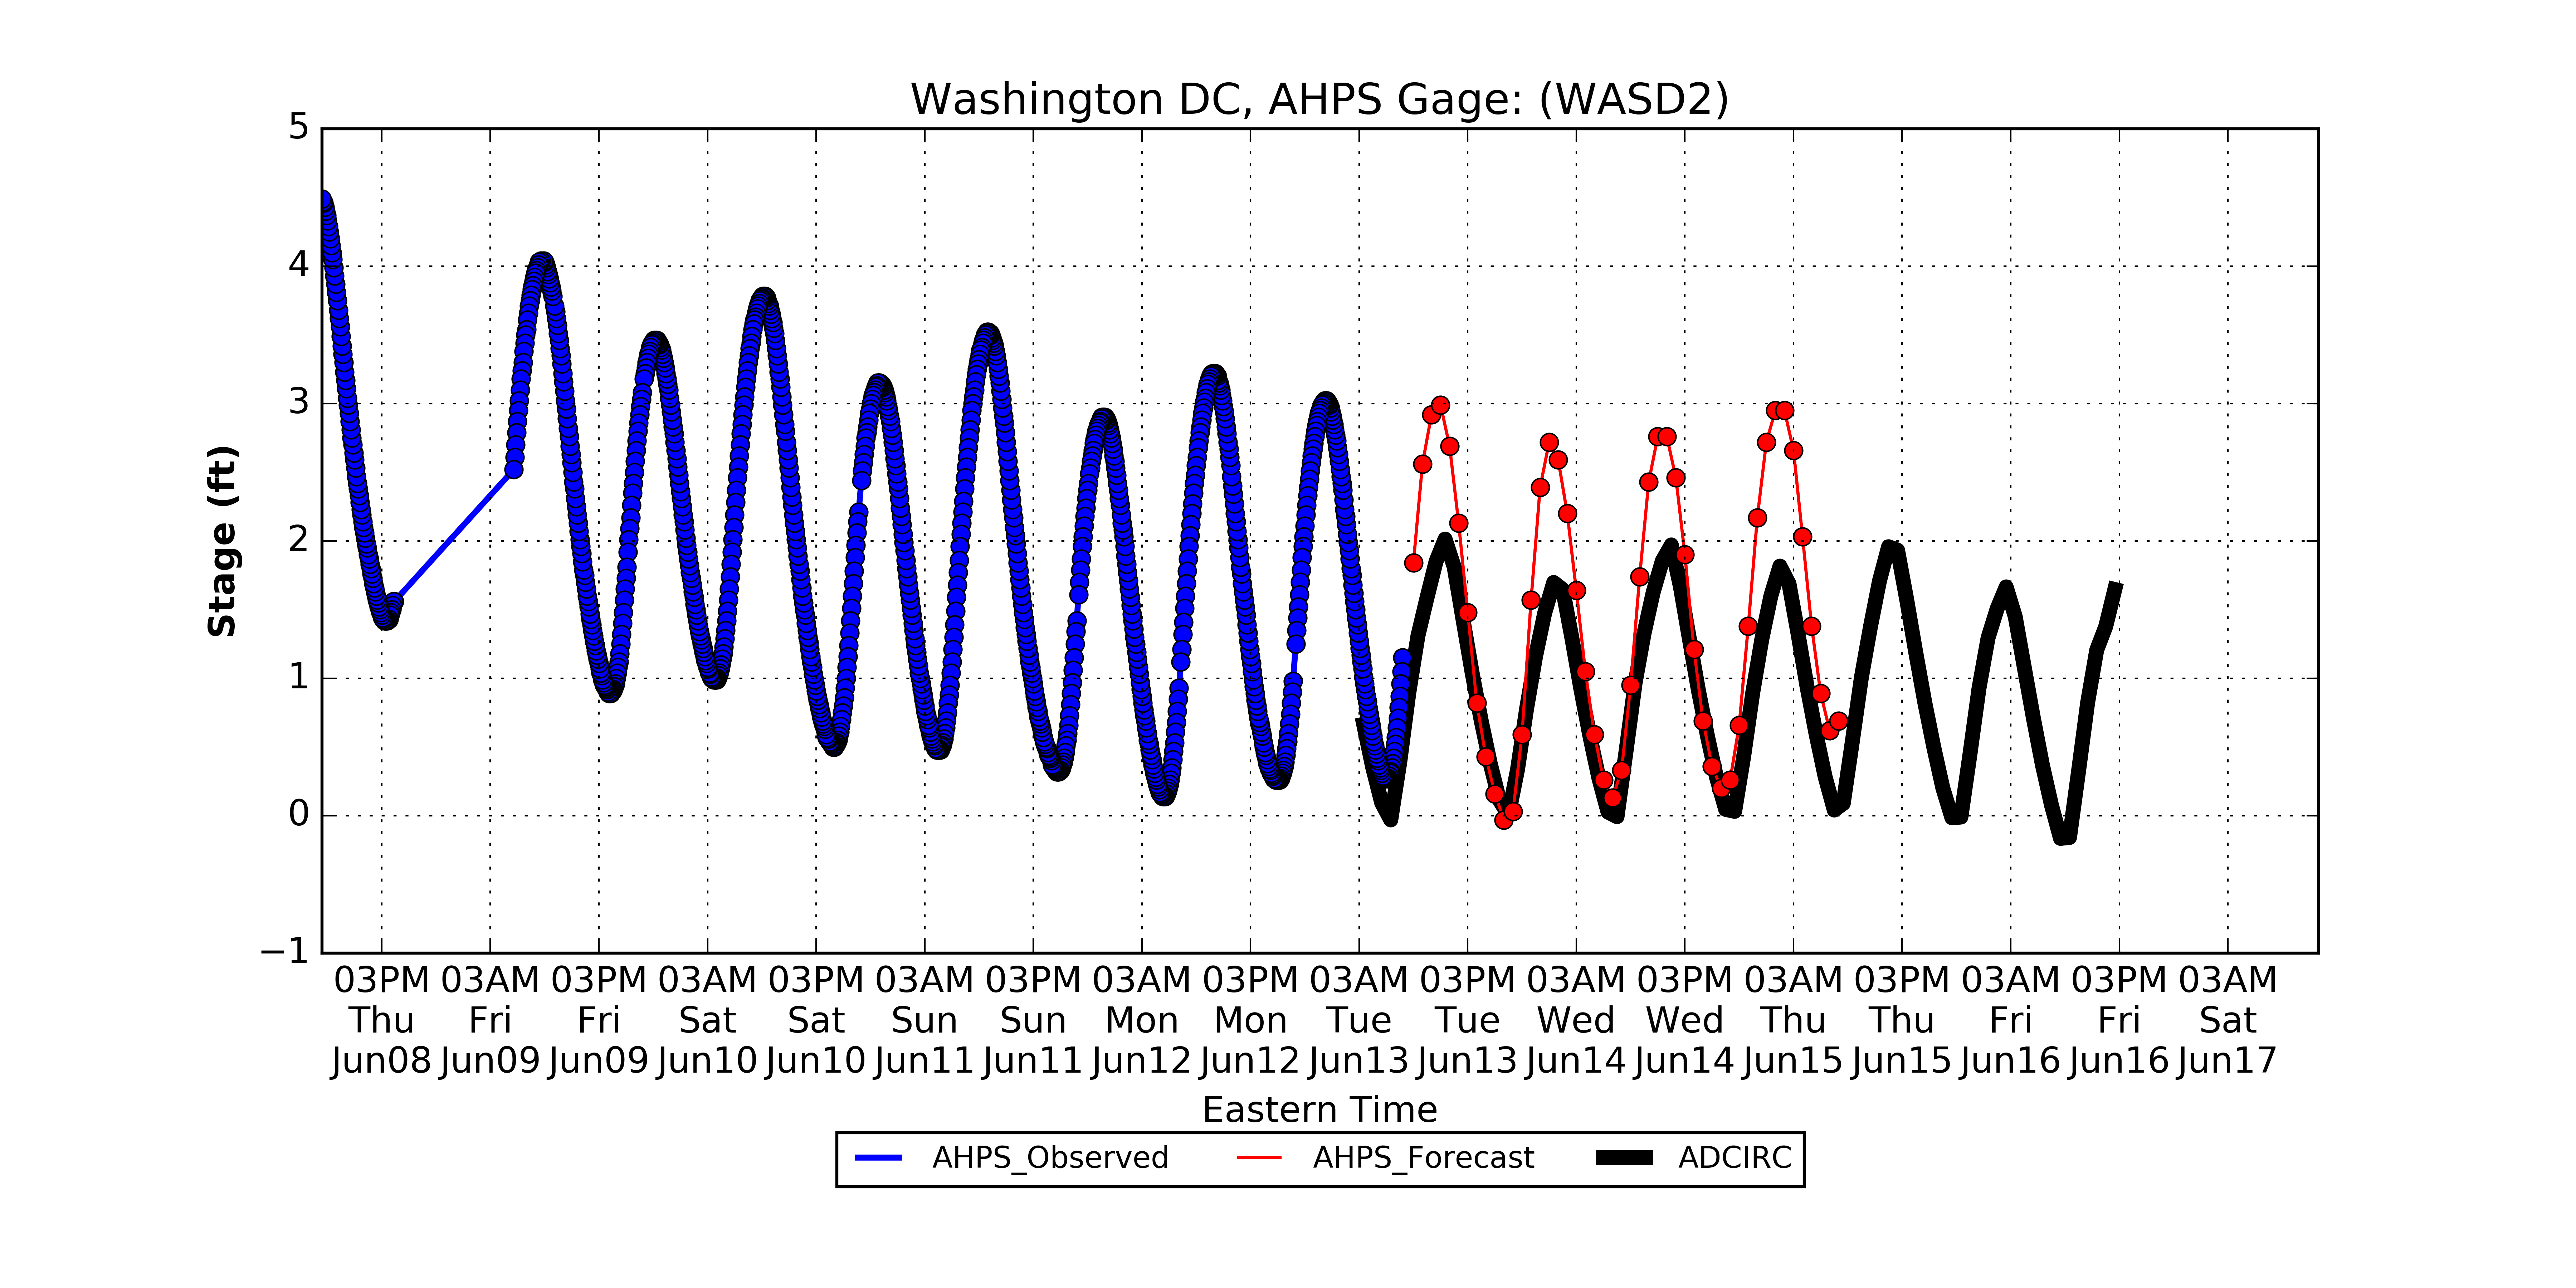 Washington DC, AHPS Gage: (WASD2)
5
4
3
2
1
0
−1
Stage (ft)
03PM 03AM 03PM 03AM 03PM 03AM 03PM 03AM 03PM 03AM 03PM 03AM 03PM 03AM 03PM 03AM 03PM 03AM
Thu Fri Fri Sat Sat Sun Sun Mon Mon Tue Tue Wed Wed Thu Thu Fri Fri Sat
Jun08 Jun09 Jun09 Jun10 Jun10 Jun11 Jun11 Jun12 Jun12 Jun13 Jun13 Jun14 Jun14 Jun15 Jun15 Jun16 Jun16 Jun17
Eastern Time
AHPS_Observed AHPS_Forecast ADCIRC